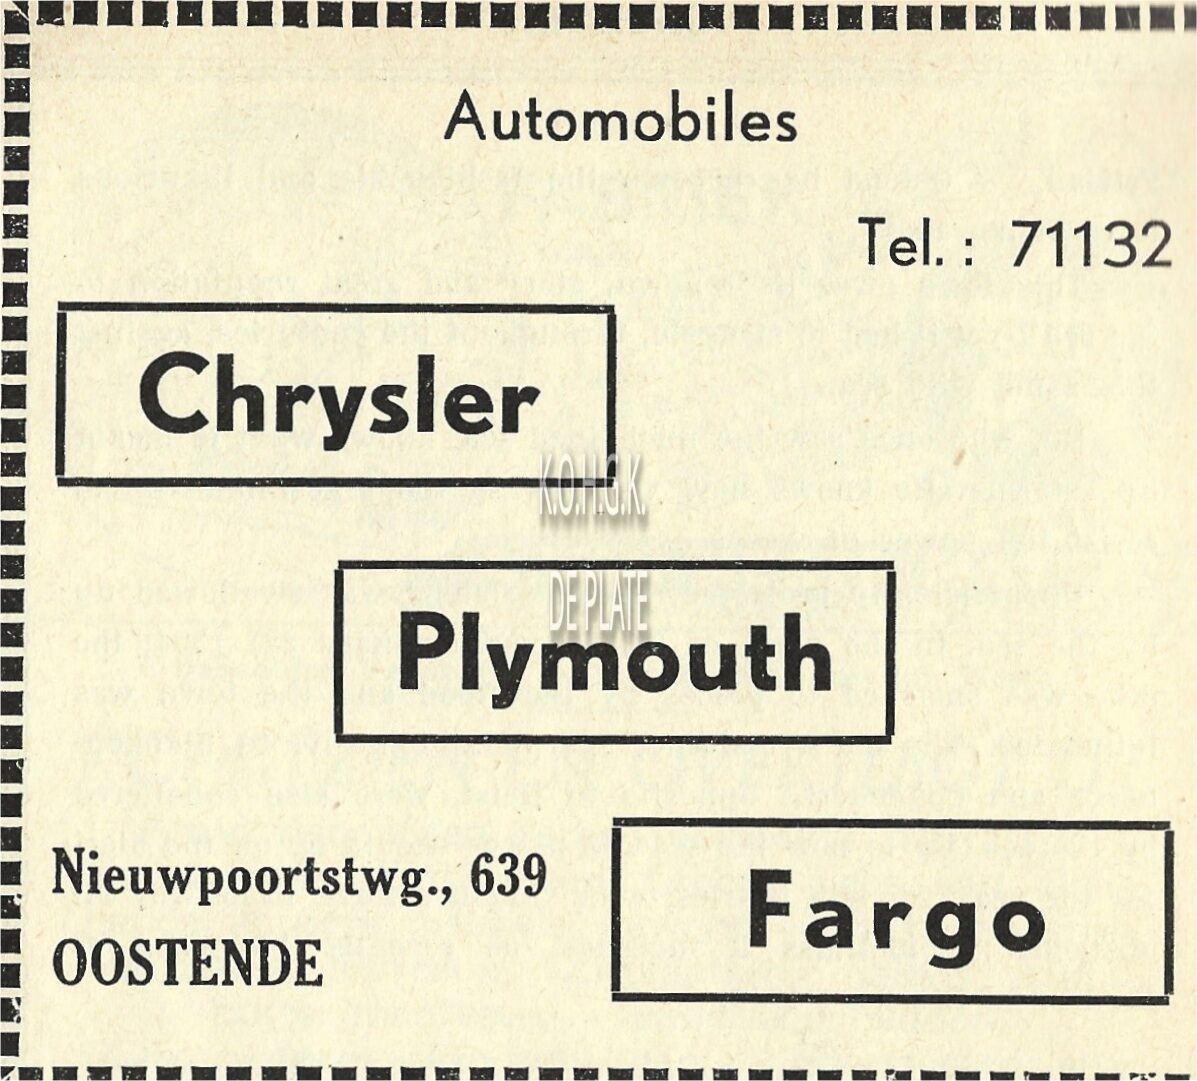 Automobiles
Tel. : 71132
Chrysler
K.O.H.G.K.
DE PLATE
Plymouth
Fargo
Nieuwpoortstwg., 639
OOSTENDE